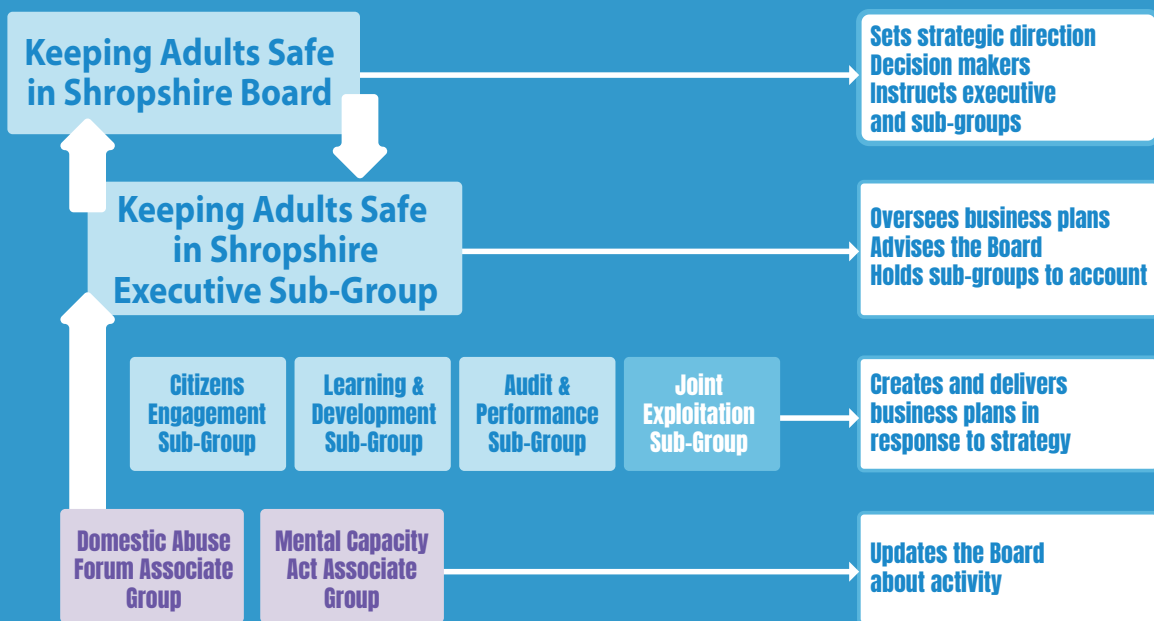 Keeping Adults Safe
in Shropshire Board
Sets strategic direction
Decision makers
Instructs executive
and sub-groups
Keeping Adults Safe
in Shropshire
Executive Sub-Group
Oversees business plans
Advises the Board
Holds sub-groups to account
Citizens
Engagement
Sub-Group
Learning &
Development
Sub-Group
Audit &
Performance
Sub-Group
Joint
Exploitation
Sub-Group
Creates and delivers
business plans in
response to strategy
Domestic Abuse
Forum Associate
Group
Mental Capacity
Act Associate
Group
Updates the Board
about activity